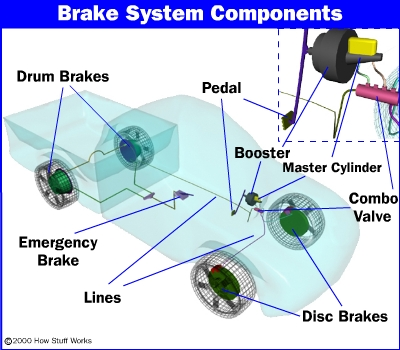 Brake System Components
Drum Brakes
Pedal
Booster
Master Cylinder
Combo
Valve
Emergency
Brake
Lines
Disc Brakes
©2000 How Stuff Works